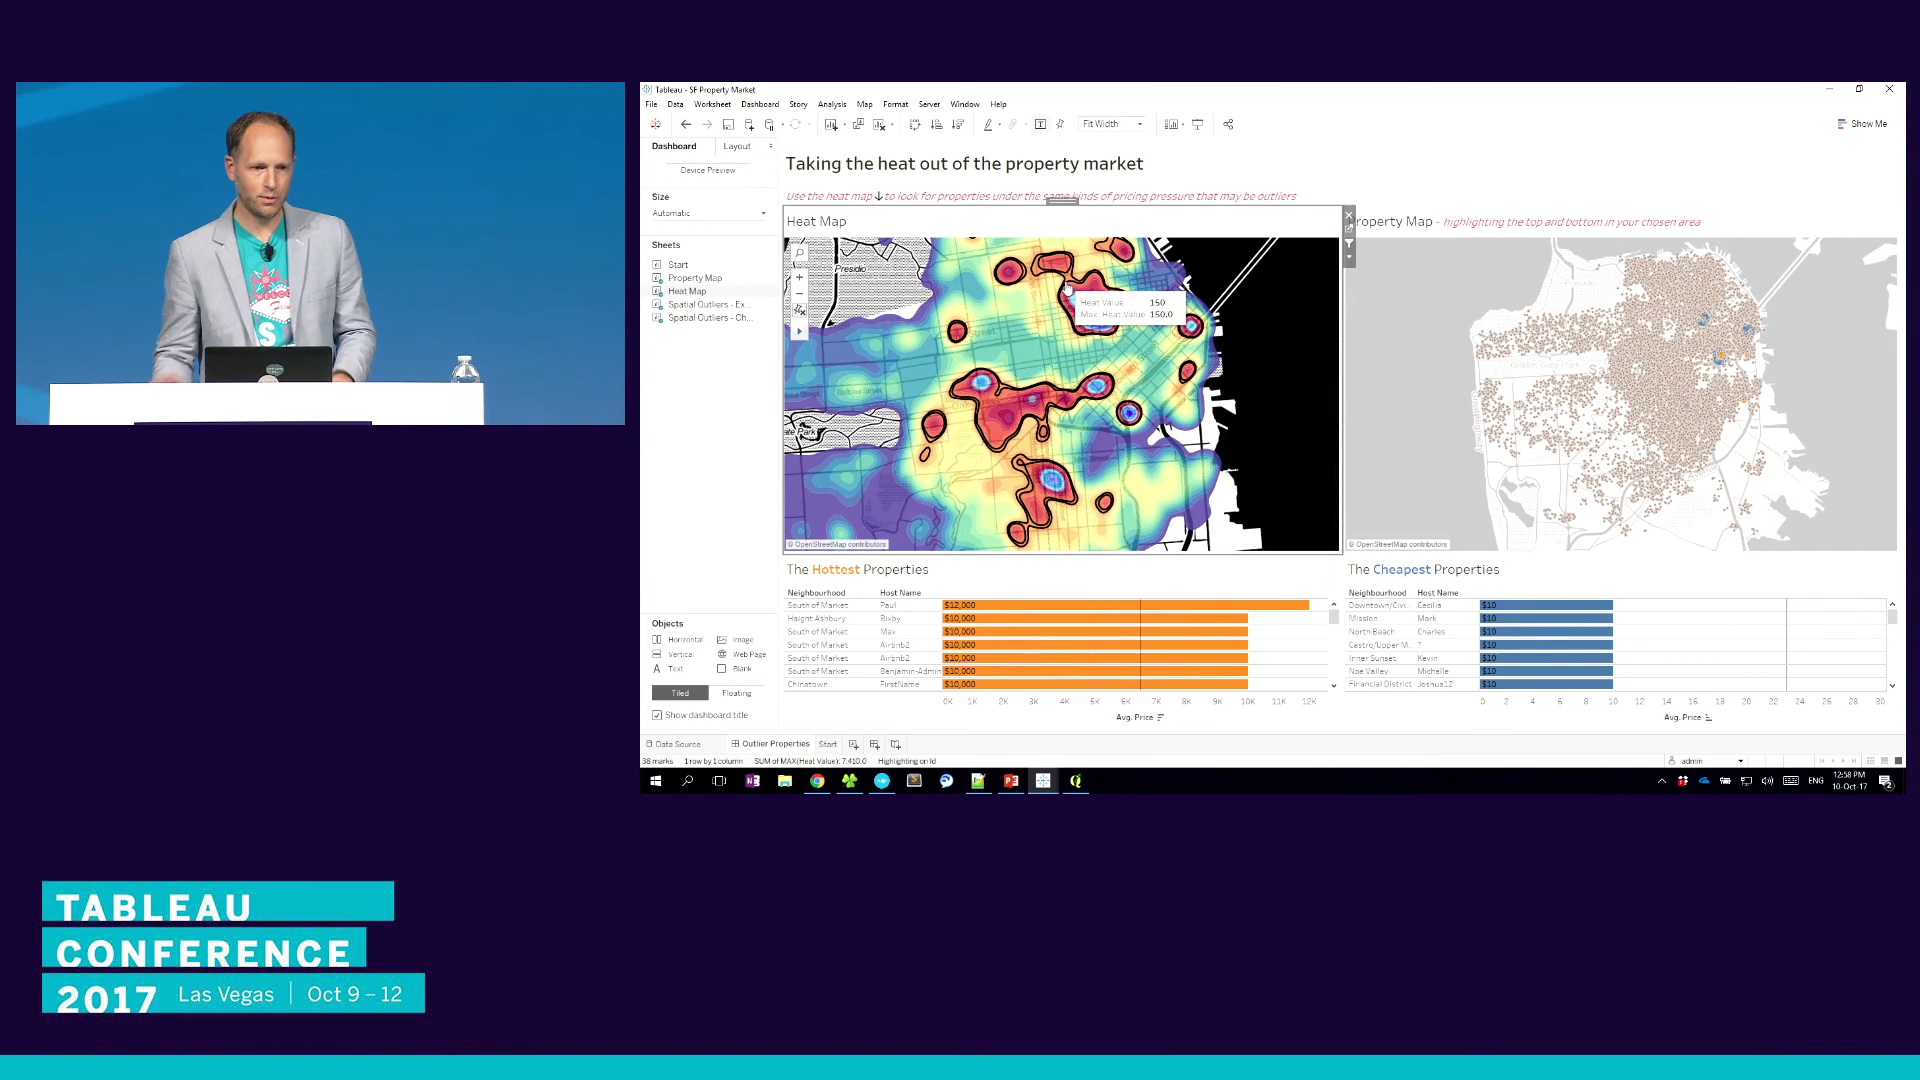 Tableau - SF Property Market
File Data Worksheet Dashboard Story Analysis Map Format Server Window Help
Fit Width
Show Me
Dashboard Layout
Device Preview
Size
Automatic
Sheets
Start
Property Map
Heat Map
Spatial Outliers - Ex...
Spatial Outliers - Ch...
Objects
Horizontal Image
Vertical Web Page
Text Blank
Tiled Floating
Show dashboard title
Taking the heat out of the property market
Use the heat map ↓ to look for properties under the same kinds of pricing pressure that may be outliers
Heat Map
Presidio
Heat Value: 150
Max. Heat Value: 150.0
© OpenStreetMap contributors
Property Map - highlighting the top and bottom in your chosen area
© OpenStreetMap contributors
The Hottest Properties
Neighbourhood Host Name
South of Market Paul $12,000
Haight Ashbury Bixby $10,000
South of Market Max $10,000
South of Market Airbnb2 $10,000
South of Market Airbnb2 $10,000
South of Market Benjamin-Admin $10,000
Chinatown FirstName $10,000
0K 1K 2K 3K 4K 5K 6K 7K 8K 9K 10K 11K 12K
Avg. Price
The Cheapest Properties
Neighbourhood Host Name
Downtown/Civi.. Cecilia $10
Mission Mark $10
North Beach Charles $10
Castro/Upper M.. ? $10
Inner Sunset Kevin $10
Noe Valley Michelle $10
Financial District Joshua12 $10
0 2 4 6 8 10 12 14 16 18 20 22 24 26 28 30
Avg. Price
Data Source Outlier Properties Start
38 marks 1 row by 1 column SUM of MAX(Heat Value): 7,410.0 Highlighting on Id
admin
ENG
12:58 PM
10-Oct-17
2
TABLEAU
CONFERENCE
2017 Las Vegas | Oct 9 – 12